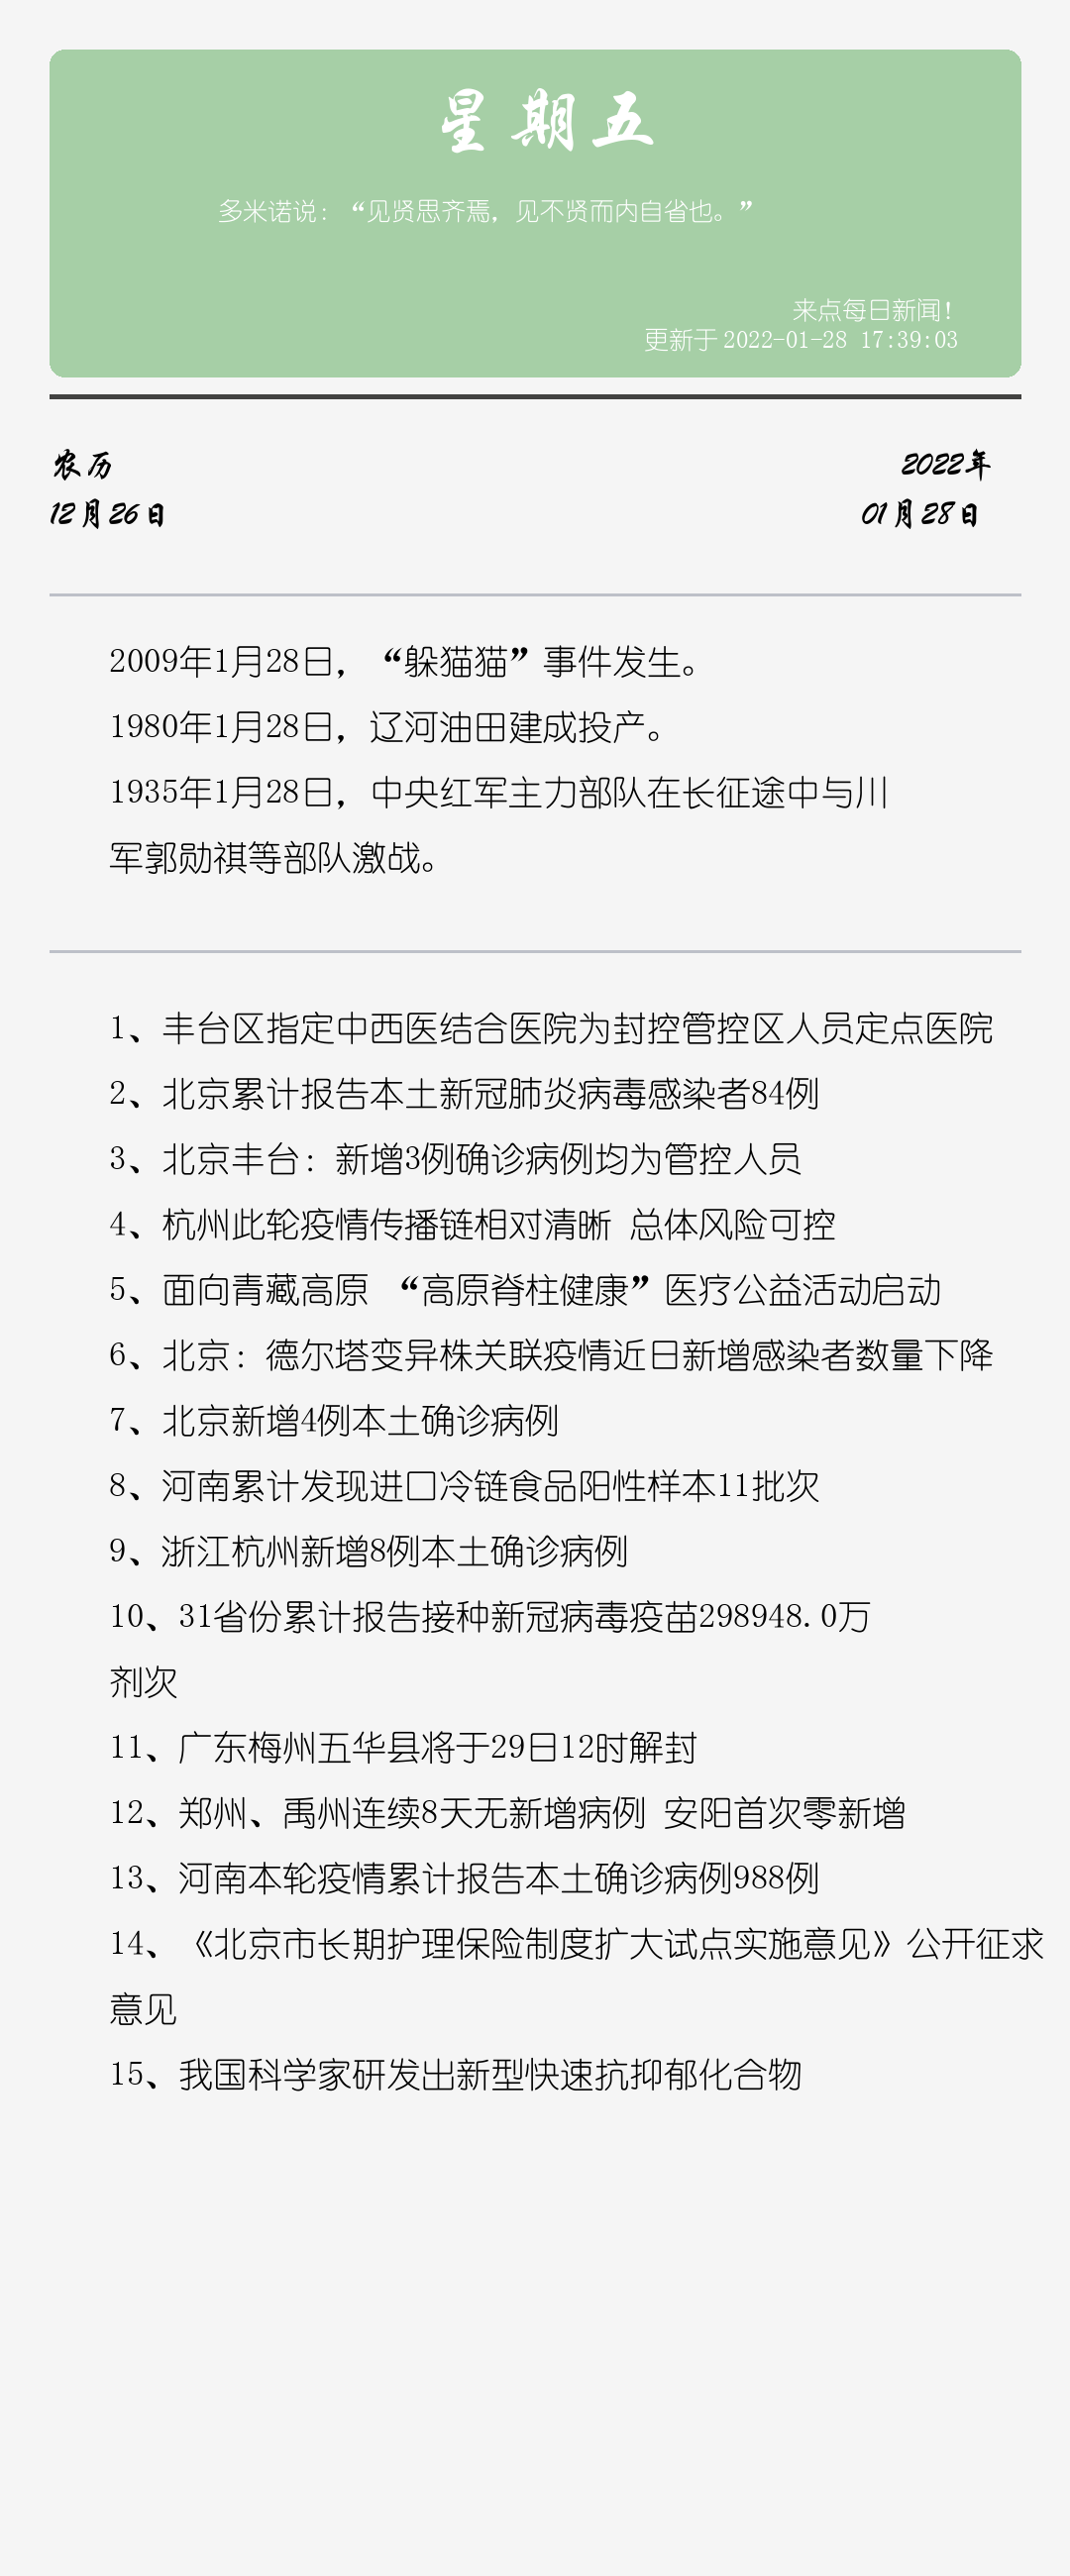 星期五
多米诺说：“见贤思齐焉，见不贤而内自省也。”
来点每日新闻！
更新于 2022-01-28 17:39:03
农历
2022年
12月26日
01月28日
2009年1月28日，“躲猫猫”事件发生。
1980年1月28日，辽河油田建成投产。
1935年1月28日，中央红军主力部队在长征途中与川
军郭勋祺等部队激战。
1、丰台区指定中西医结合医院为封控管控区人员定点医院
2、北京累计报告本土新冠肺炎病毒感染者84例
3、北京丰台：新增3例确诊病例均为管控人员
4、杭州此轮疫情传播链相对清晰 总体风险可控
5、面向青藏高原 “高原脊柱健康”医疗公益活动启动
6、北京：德尔塔变异株关联疫情近日新增感染者数量下降
7、北京新增4例本土确诊病例
8、河南累计发现进口冷链食品阳性样本11批次
9、浙江杭州新增8例本土确诊病例
10、31省份累计报告接种新冠病毒疫苗298948.0万
剂次
11、广东梅州五华县将于29日12时解封
12、郑州、禹州连续8天无新增病例 安阳首次零新增
13、河南本轮疫情累计报告本土确诊病例988例
14、《北京市长期护理保险制度扩大试点实施意见》公开征求
意见
15、我国科学家研发出新型快速抗抑郁化合物